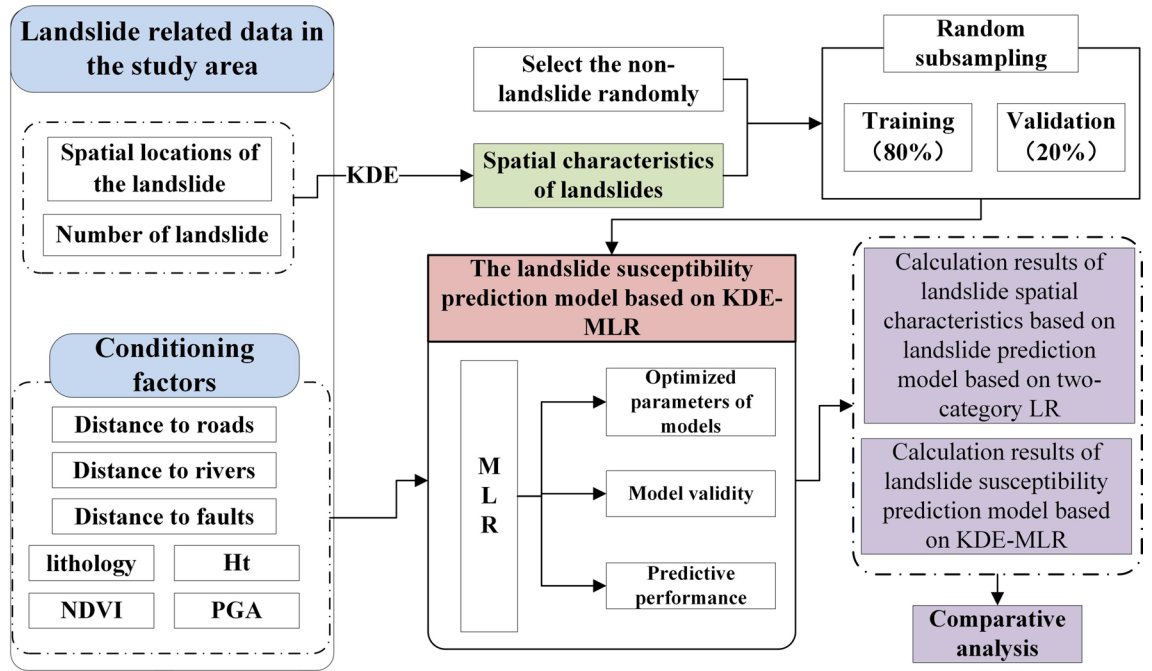 Landslide related data in
the study area
Spatial locations of
the landslide
Number of landslide
KDE
Select the non-
landslide randomly
Spatial characteristics
of landslides
Random
subsampling
Training
（80%）
Validation
（20%）
Conditioning
factors
Distance to roads
Distance to rivers
Distance to faults
lithology
Ht
NDVI
PGA
The landslide susceptibility
prediction model based on KDE-
MLR
M
L
R
Optimized
parameters of
models
Model validity
Predictive
performance
Calculation results of
landslide spatial
characteristics based on
landslide prediction
model based on two-
category LR
Calculation results of
landslide susceptibility
prediction model based
on KDE-MLR
Comparative
analysis